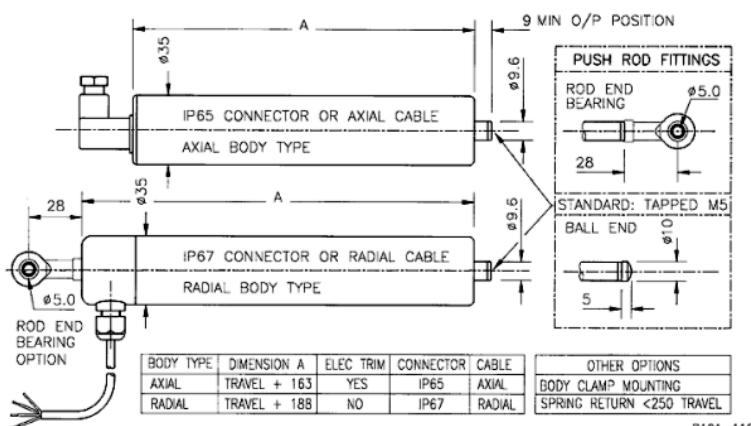 A
9 MIN O/P POSITION
ø35
ø9.6
IP65 CONNECTOR OR AXIAL CABLE
AXIAL BODY TYPE
PUSH ROD FITTINGS
ROD END
BEARING
ø5.0
28
STANDARD: TAPPED M5
BALL END
ø10
5
28
ø35
A
ø9.6
IP67 CONNECTOR OR RADIAL CABLE
RADIAL BODY TYPE
ø5.0
ROD END
BEARING
OPTION
BODY TYPE DIMENSION A ELEC TRIM CONNECTOR CABLE
AXIAL TRAVEL + 163 YES IP65 AXIAL
RADIAL TRAVEL + 188 NO IP67 RADIAL
OTHER OPTIONS
BODY CLAMP MOUNTING
SPRING RETURN <250 TRAVEL